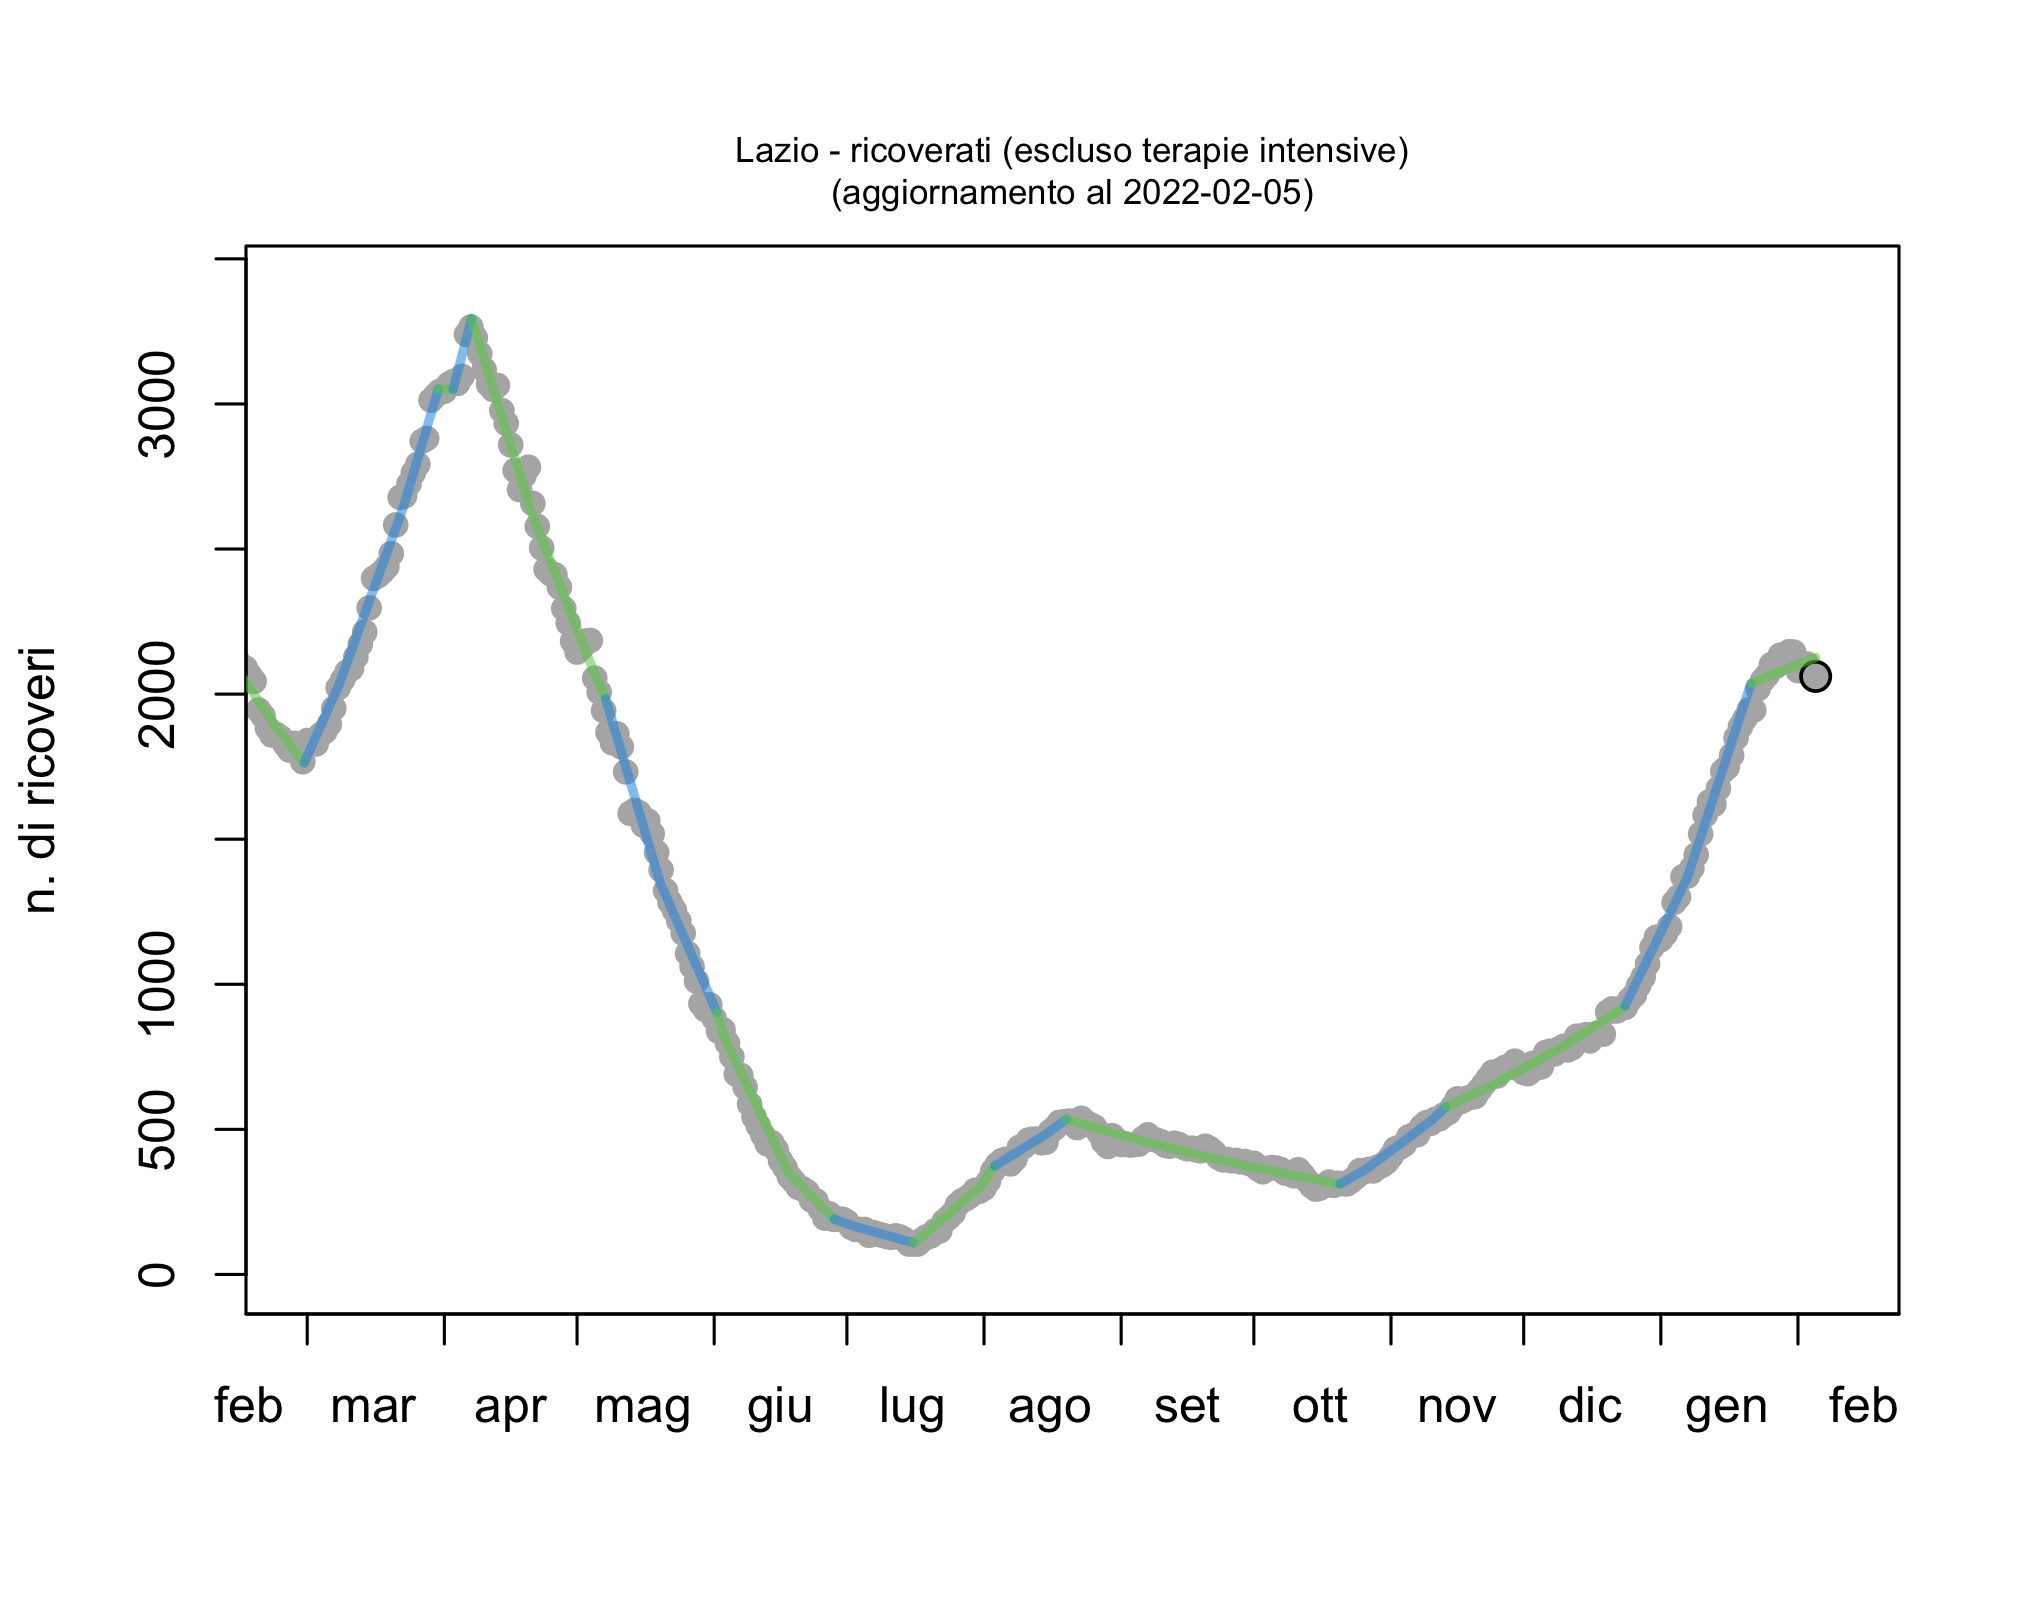 Lazio - ricoverati (escluso terapie intensive)
(aggiornamento al 2022-02-05)
n. di ricoveri
3000
2000
1000
500
0
feb mar apr mag giu lug ago set ott nov dic gen feb